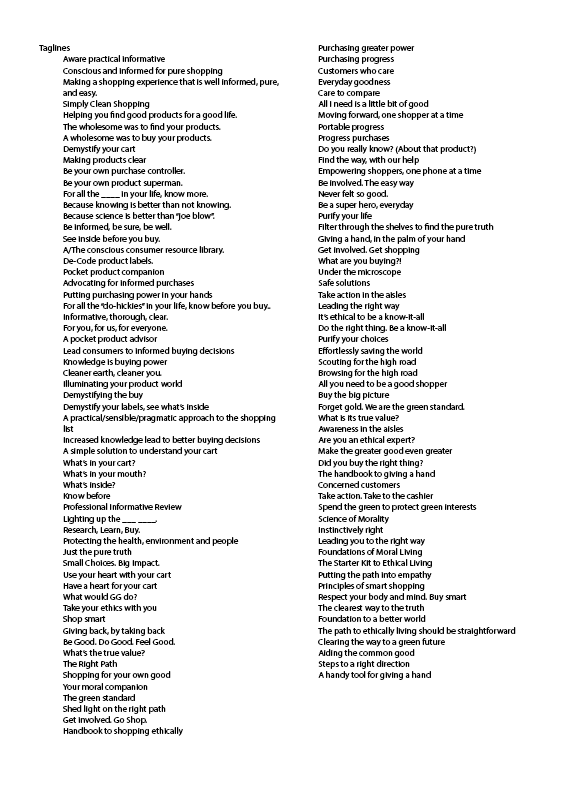 Taglines
Aware practical informative
Conscious and informed for pure shopping
Making a shopping experience that is well informed, pure,
and easy.
Simply Clean Shopping
Helping you find good products for a good life.
The wholesome was to find your products.
A wholesome was to buy your products.
Demystify your cart
Making products clear
Be your own purchase controller.
Be your own product superman.
For all the ____ in your life, know more.
Because knowing is better than not knowing.
Because science is better than "joe blow".
Be informed, be sure, be well.
See inside before you buy.
A/The conscious consumer resource library.
De-Code product labels.
Pocket product companion
Advocating for informed purchases
Putting purchasing power in your hands
For all the "do-hickies" in your life, know before you buy..
Informative, thorough, clear.
For you, for us, for everyone.
A pocket product advisor
Lead consumers to informed buying decisions
Knowledge is buying power
Cleaner earth, cleaner you.
Illuminating your product world
Demystifying the buy
Demystify your labels, see what's inside
A practical/sensible/pragmatic approach to the shopping
list
Increased knowledge lead to better buying decisions
A simple solution to understand your cart
What's in your cart?
What's in your mouth?
What's inside?
Know before
Professional Informative Review
Lighting up the ___ ____.
Research, Learn, Buy.
Protecting the health, environment and people
Just the pure truth
Small Choices. Big Impact.
Use your heart with your cart
Have a heart for your cart
What would GG do?
Take your ethics with you
Shop smart
Giving back, by taking back
Be Good. Do Good. Feel Good.
What's the true value?
The Right Path
Shopping for your own good
Your moral companion
The green standard
Shed light on the right path
Get involved. Go Shop.
Handbook to shopping ethically
Purchasing greater power
Purchasing progress
Customers who care
Everyday goodness
Care to compare
All I need is a little bit of good
Moving forward, one shopper at a time
Portable progress
Progress purchases
Do you really know? (About that product?)
Find the way, with our help
Empowering shoppers, one phone at a time
Be involved. The easy way
Never felt so good.
Be a super hero, everyday
Purify your life
Filter through the shelves to find the pure truth
Giving a hand, in the palm of your hand
Get involved. Get shopping
What are you buying?!
Under the microscope
Safe solutions
Take action in the aisles
Leading the right way
It's ethical to be a know-it-all
Do the right thing. Be a know-it-all
Purify your choices
Effortlessly saving the world
Scouting for the high road
Browsing for the high road
All you need to be a good shopper
Buy the big picture
Forget gold. We are the green standard.
What is its true value?
Awareness in the aisles
Are you an ethical expert?
Make the greater good even greater
Did you buy the right thing?
The handbook to giving a hand
Concerned customers
Take action. Take to the cashier
Spend the green to protect green interests
Science of Morality
Instinctively right
Leading you to the right way
Foundations of Moral Living
The Starter Kit to Ethical Living
Putting the path into empathy
Principles of smart shopping
Respect your body and mind. Buy smart
The clearest way to the truth
Foundation to a better world
The path to ethically living should be straightforward
Clearing the way to a green future
Aiding the common good
Steps to a right direction
A handy tool for giving a hand